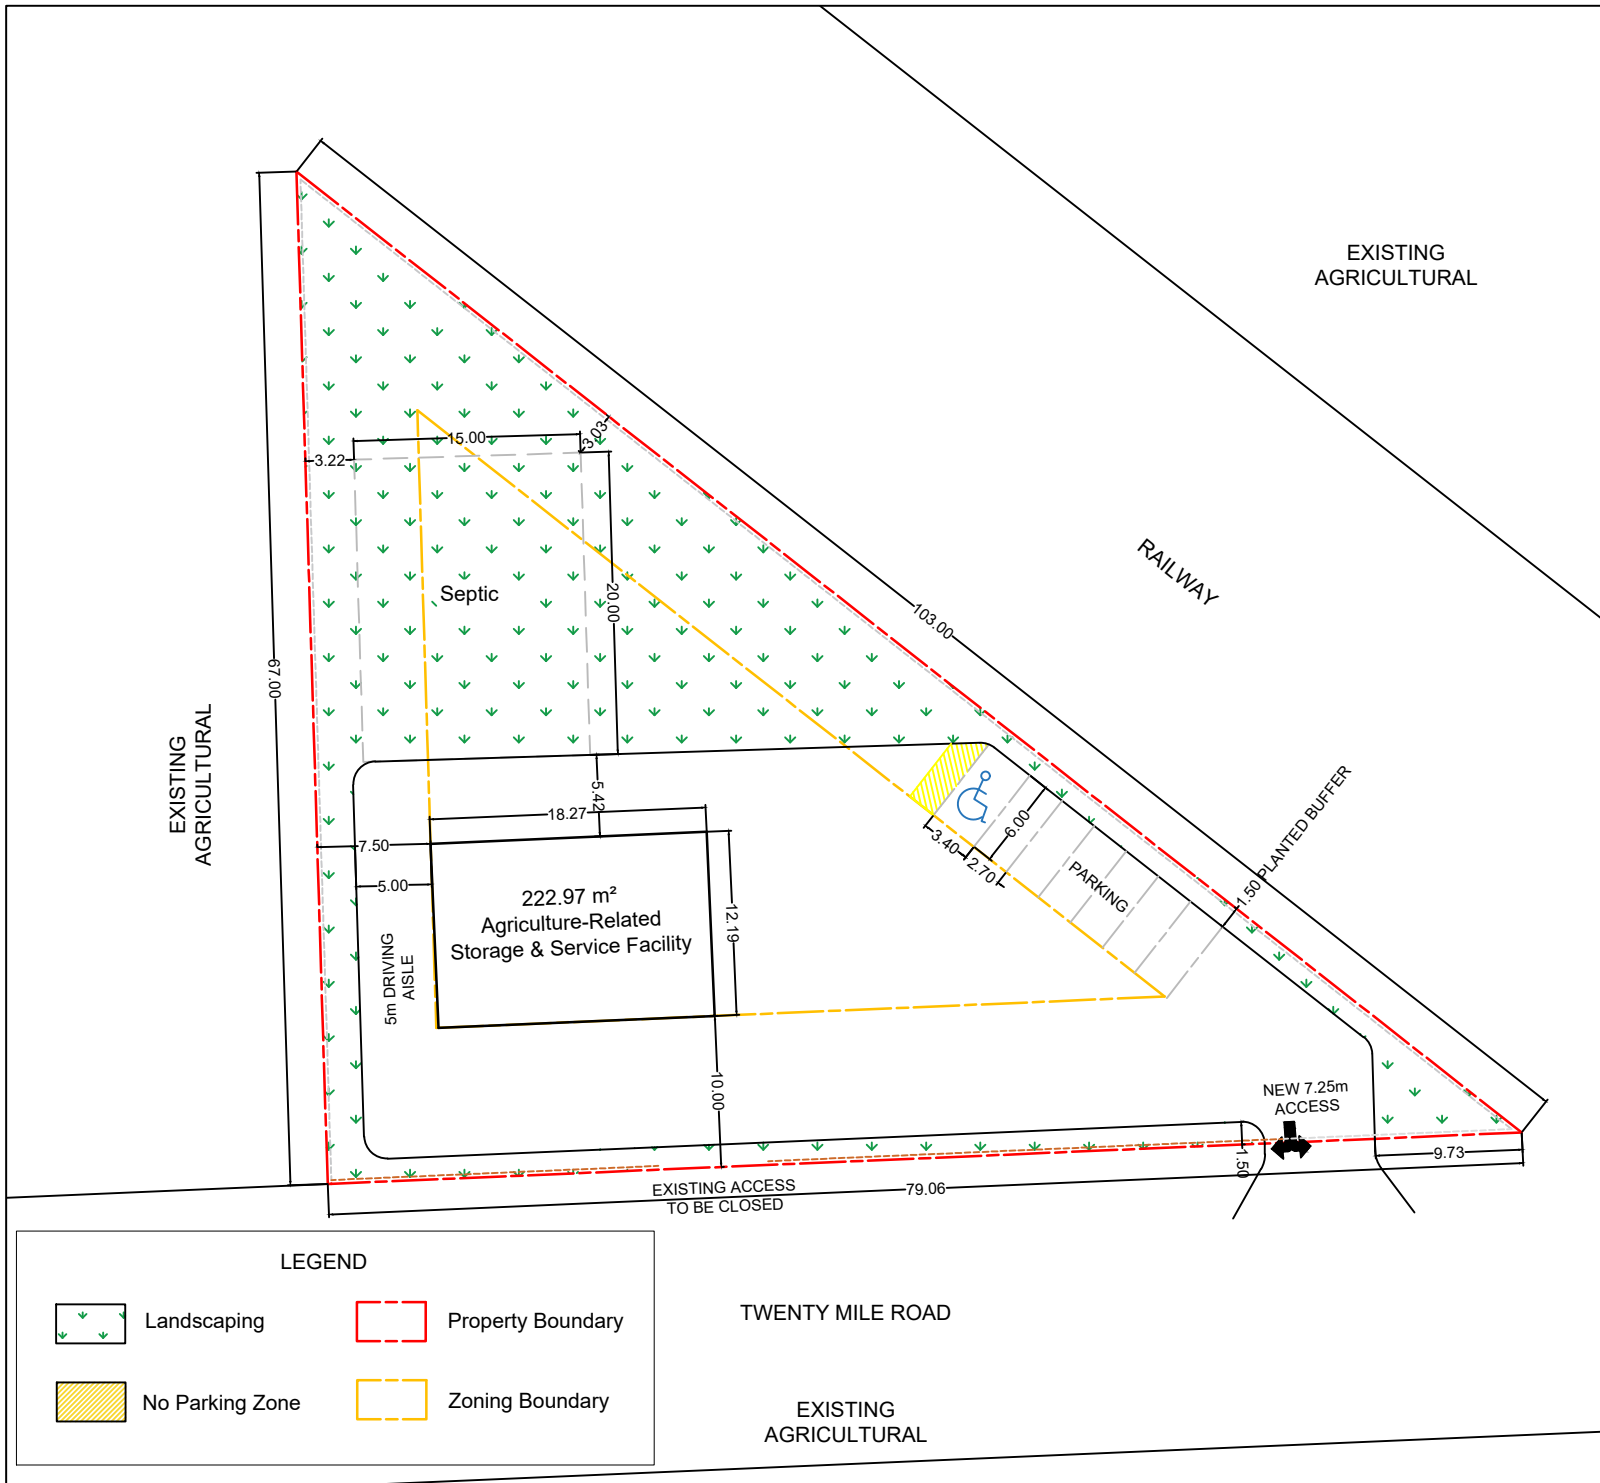 EXISTING
AGRICULTURAL
15.00
3.03
3.22
Septic
20.00
RAILWAY
103.00
67.00
EXISTING
AGRICULTURAL
5.42
18.27
7.50
5.00
3.40
2.70
6.00
PARKING
1.50 PLANTED BUFFER
222.97 m²
Agriculture-Related
Storage & Service Facility
12.19
5m DRIVING
AISLE
10.00
NEW 7.25m
ACCESS
1.50
9.73
EXISTING ACCESS
TO BE CLOSED
79.06
LEGEND
Landscaping
Property Boundary
No Parking Zone
Zoning Boundary
TWENTY MILE ROAD
EXISTING
AGRICULTURAL